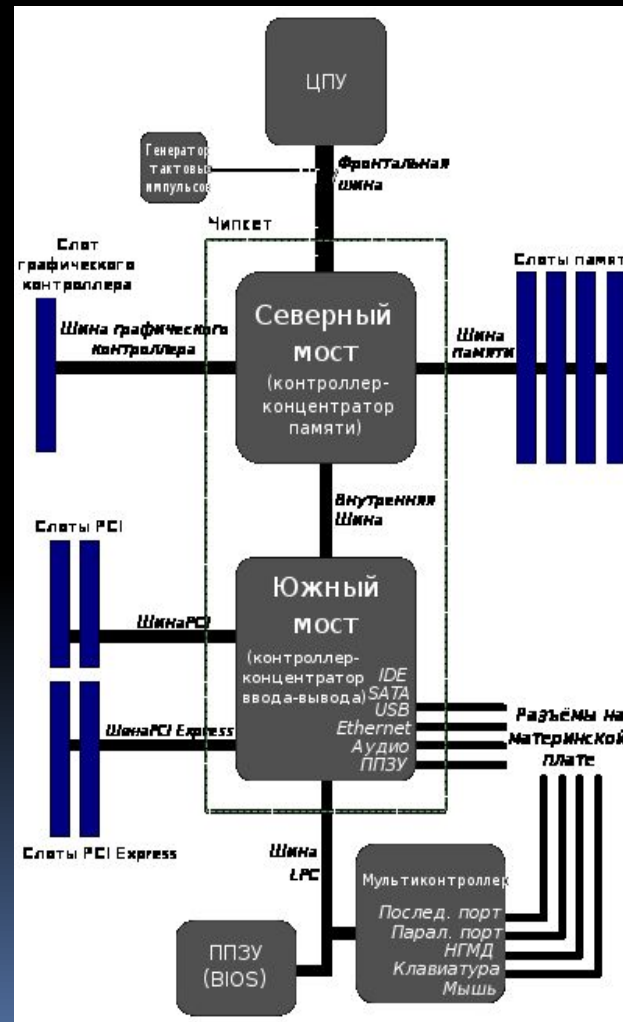 ЦПУ
Генератор
тактовых
импульсов
Фронтальная
шина
Чипсет
Слот
графического
контроллера
Шина графического
контроллера
Северный
мост
(контроллер-
концентратор
памяти)
Шина
памяти
Слоты памят
Внутренняя
Шина
Слоты PCI
ШинаPCI
Южный
мост
(контроллер-
концентратор
ввода-вывода)
IDE
SATA
USB
Ethernet
Аудио
ППЗУ
Разъёмы на
материнской
плате
ШинаPCI Express
Слоты PCI Express
Шина
LPC
ППЗУ
(BIOS)
Мультиконтроллер
Послед. порт
Парал. порт
НГМД
Клавиатура
Мышь